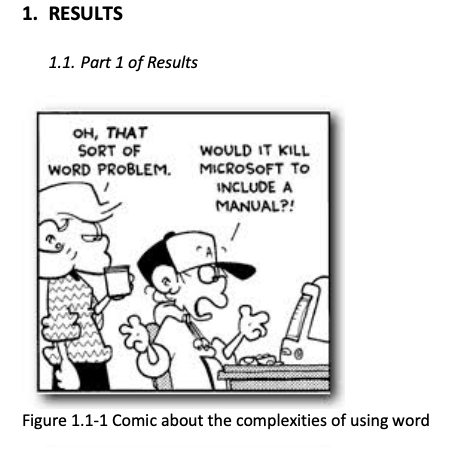 1. RESULTS
1.1. Part 1 of Results
OH, THAT
SORT OF
WORD PROBLEM.
WOULD IT KILL
MICROSOFT TO
INCLUDE A
MANUAL?!
A
Figure 1.1-1 Comic about the complexities of using word